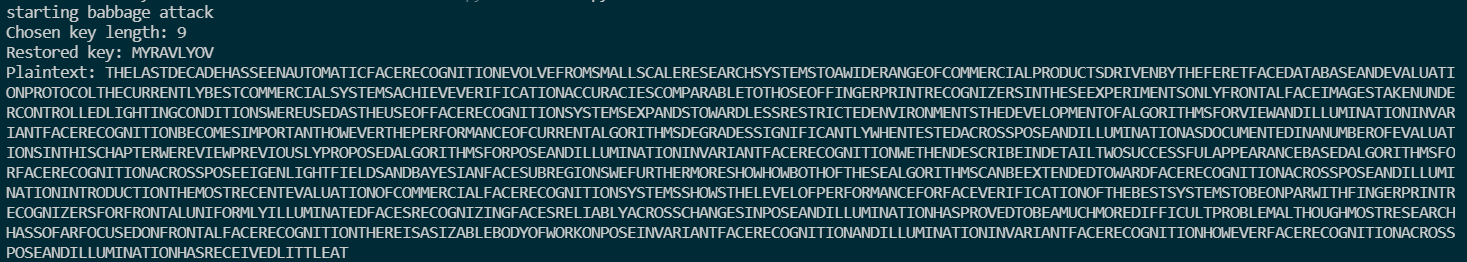 starting babbage attack
Chosen key length: 9
Restored key: MYRAVLYOV
Plaintext: THELASTDECADEHASSEENAUTOMATICFACERECOGNITIONEVOLVEFROMSMALLSCALERESEARCHSYSTEMSTOAWIDERANGEOFCOMMERCIALPRODUCTSDRIVENBYTHEFERETFACEDATABASEANDEVALUATI
ONPROTOCOLTHECURRENTLYBESTCOMMERCIALSYSTEMSACHIEVEVERIFICATIONACCURACIESCOMPARABLETOTHOSEOFFINGERPRINTRECOGNIZERSINTHESEEXPERIMENTSONLYFRONTALFACEIMAGESTAKENUNDE
RCONTROLLEDLIGHTINGCONDITIONSWEREUSEDASTHEUSEOFFACERECOGNITIONSYSTEMSEXPANDSTOWARDLESSRESTRICTEDENVIRONMENTSTHEDEVELOPMENTOFALGORITHMSFORVIEWANDILLUMINATIONINVAR
IANTFACERECOGNITIONBECOMESIMPORTANTHOWEVERTHEPERFORMANCEOFCURRENTALGORITHMSDEGRADESSIGNIFICANTLYWHENTESTEDACROSSPOSEANDILLUMINATIONASDOCUMENTEDINANUMBEROFEVALUAT
IONSINTHISCHAPTERWEREVIEWPREVIOUSLYPROPOSEDALGORITHMSFORPOSEANDILLUMINATIONINVARIANTFACERECOGNITIONWETHENDESCRIBEINDETAILTWOSUCCESSFULAPPEARANCEBASEDALGORITHMSFO
RFACERECOGNITIONACROSSPOSEEIGENLIGHTFIELDSANDBAYESIANFACESUBREGIONSWEFURTHERMORESHOWHOWBOTHOFTHESEALGORITHMSCANBEEXTENDEDTOWARDFACERECOGNITIONACROSSPOSEANDILLUMI
NATIONINTRODUCTIONTHEMOSTRECENTEVALUATIONOFCOMMERCIALFACERECOGNITIONSYSTEMSSHOWSTHELEVELOFPERFORMANCEFORFACEVERIFICATIONOFTHEBESTSYSTEMSTOBEONPARWITHFINGERPRINTR
ECOGNIZERSFORFRONTALUNIFORMLYILLUMINATEDFACESRECOGNIZINGFACESRELIABLYACROSSCHANGESINPOSEANDILLUMINATIONHASPROVEDTOBEAMUCHMOREDIFFICULTPROBLEMALTHOUGHMOSTRESEARCH
HASSOFARFOCUSEDONFRONTALFACERECOGNITIONTHEREISASIZABLEBODYOFWORKONPOSEINVARIANTFACERECOGNITIONANDILLUMINATIONINVARIANTFACERECOGNITIONHOWEVERFACERECOGNITIONACROSS
POSEANDILLUMINATIONHASRECEIVEDLITTLEAT